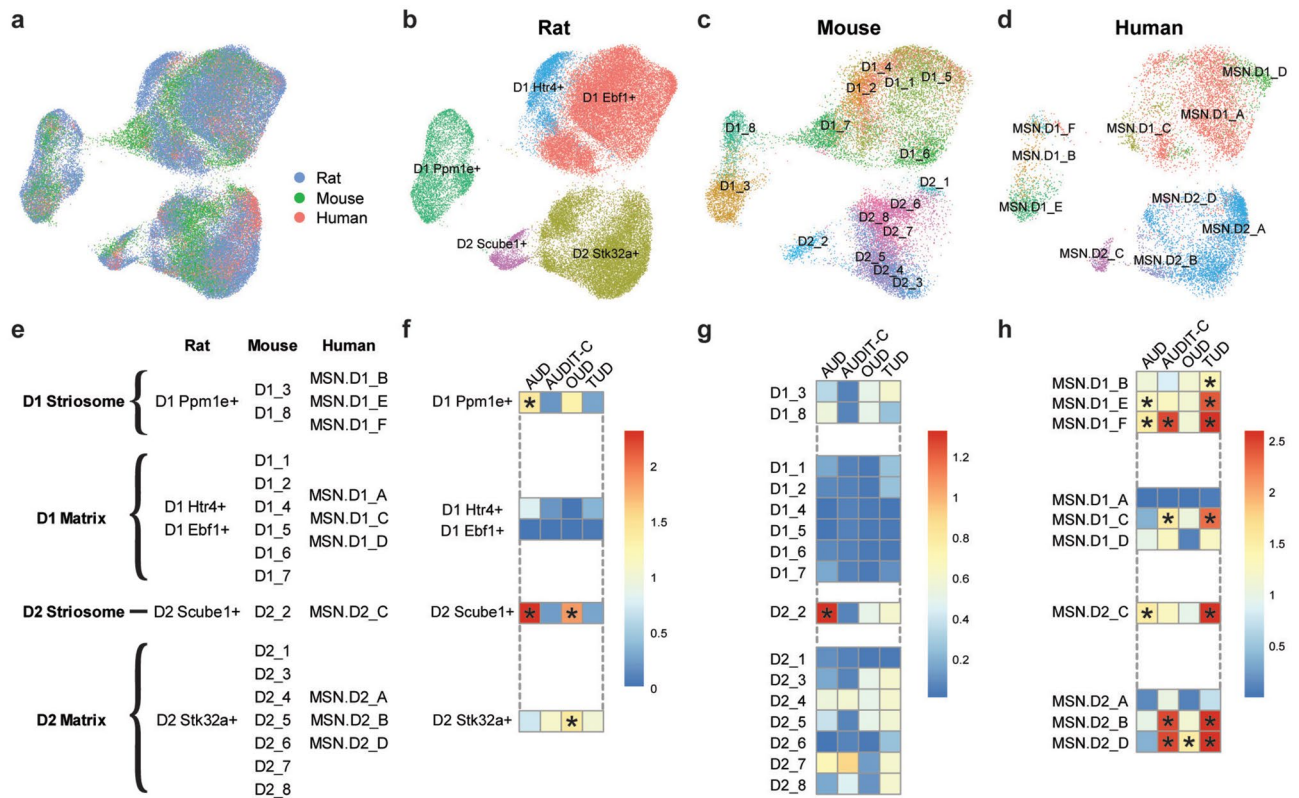 a
Rat
Mouse
Human
b
Rat
D1 Htr4+
D1 Ebf1+
D1 Ppm1e+
D2 Scube1+
D2 Stk32a+
c
Mouse
D1_4
D1_1
D1_5
D1_2
D1_8
D1_7
D1_6
D1_3
D2_1
D2_6
D2_8
D2_7
D2_2
D2_5
D2_4
D2_3
d
Human
MSN.D1_D
MSN.D1_A
MSN.D1_F
MSN.D1_C
MSN.D1_B
MSN.D1_E
MSN.D2_D
MSN.D2_A
MSN.D2_C
MSN.D2_B
e
Rat Mouse Human
D1 Striosome
D1 Ppm1e+
D1_3
D1_8
MSN.D1_B
MSN.D1_E
MSN.D1_F
D1 Matrix
D1 Htr4+
D1 Ebf1+
D1_1
D1_2
D1_4
D1_5
D1_6
D1_7
MSN.D1_A
MSN.D1_C
MSN.D1_D
D2 Striosome
D2 Scube1+
D2_2
MSN.D2_C
D2 Matrix
D2 Stk32a+
D2_1
D2_3
D2_4
D2_5
D2_6
D2_7
D2_8
MSN.D2_A
MSN.D2_B
MSN.D2_D
f
AUD
AUDIT-C
OUD
TUD
D1 Ppm1e+ *
D1 Htr4+
D1 Ebf1+
D2 Scube1+ * *
D2 Stk32a+ *
2
1.5
1
0.5
0
g
AUD
AUDIT-C
OUD
TUD
D1_3
D1_8
D1_1
D1_2
D1_4
D1_5
D1_6
D1_7
D2_2 *
D2_1
D2_3
D2_4
D2_5
D2_6
D2_7
D2_8
1.2
1
0.8
0.6
0.4
0.2
h
AUD
AUDIT-C
OUD
TUD
MSN.D1_B *
MSN.D1_E * *
MSN.D1_F * * *
MSN.D1_A
MSN.D1_C * *
MSN.D1_D
MSN.D2_C * *
MSN.D2_A
MSN.D2_B * *
MSN.D2_D * * *
2.5
2
1.5
1
0.5